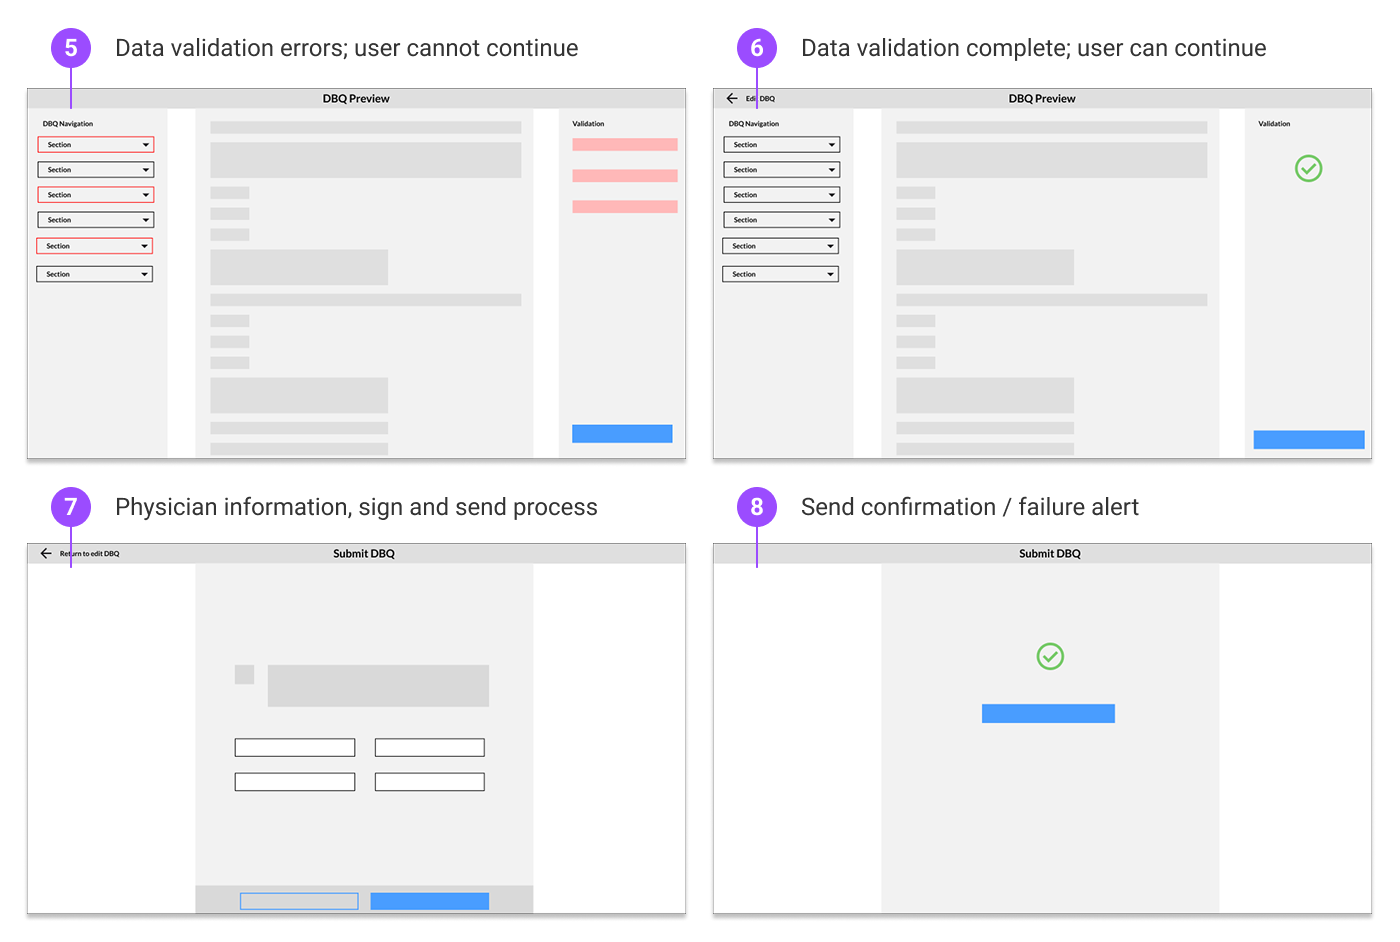 5 Data validation errors; user cannot continue
DBQ Preview
DBQ Navigation
Section
Section
Section
Section
Section
Section
Validation
6 Data validation complete; user can continue
Edit DBQ
DBQ Preview
DBQ Navigation
Section
Section
Section
Section
Section
Section
Validation
7 Physician information, sign and send process
Return to edit DBQ
Submit DBQ
8 Send confirmation / failure alert
Submit DBQ